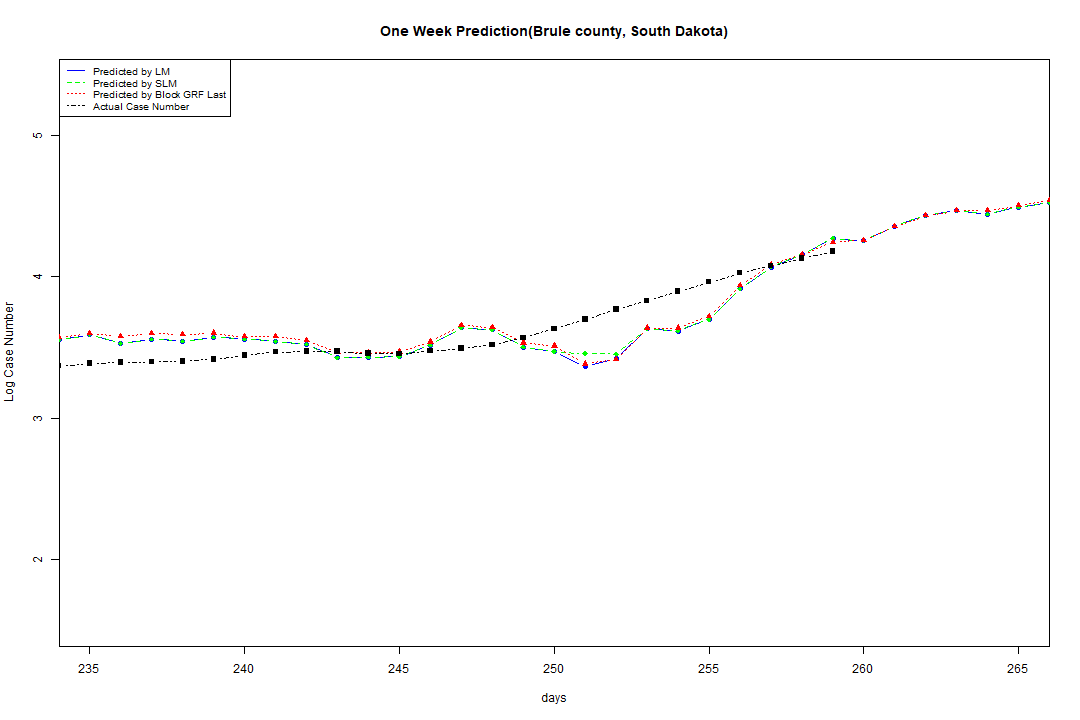 One Week Prediction(Brule county, South Dakota)
Predicted by LM
Predicted by SLM
Predicted by Block GRF Last
Actual Case Number
5
4
3
2
Log Case Number
235 240 245 250 255 260 265
days